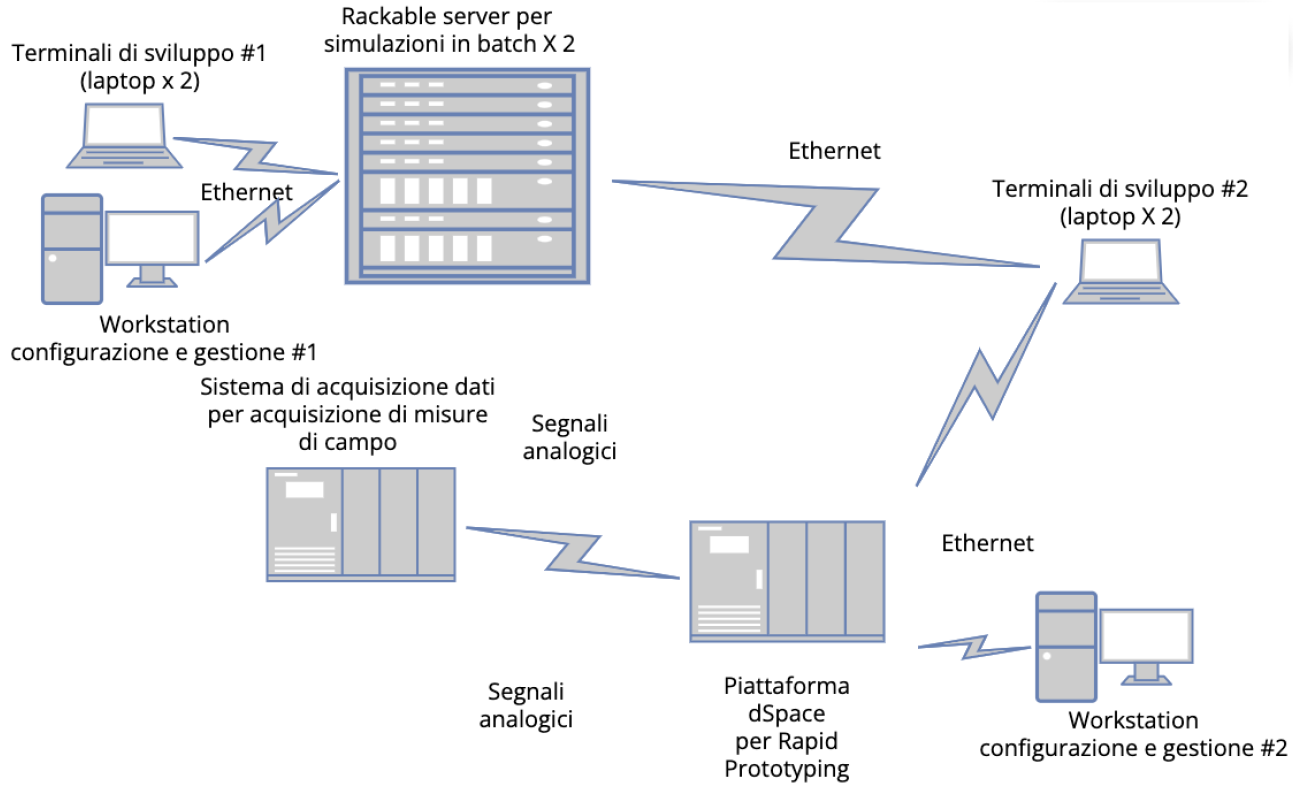 Rackable server per
simulazioni in batch X 2
Terminali di sviluppo #1
(laptop x 2)
Ethernet
Ethernet
Terminali di sviluppo #2
(laptop X 2)
Workstation
configurazione e gestione #1
Sistema di acquisizione dati
per acquisizione di misure
di campo
Segnali
analogici
Ethernet
Segnali
analogici
Piattaforma
dSpace
per Rapid
Prototyping
Workstation
configurazione e gestione #2